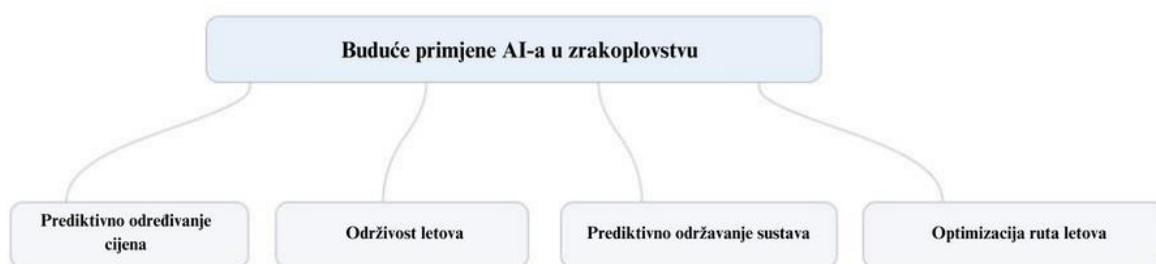 Buduće primjene AI-a u zrakoplovstvu
Prediktivno određivanje
cijena
Održivost letova
Prediktivno održavanje sustava
Optimizacija ruta letova